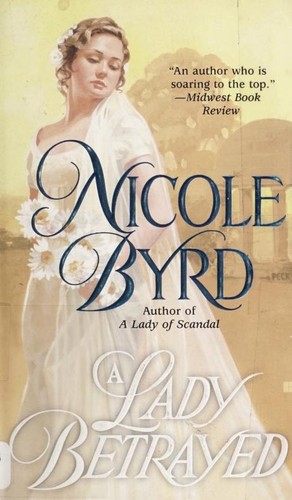 "An author who is
soaring to the top."
—Midwest Book
Review
NICOLE
BYRD
Author of
A Lady of Scandal
A
LADY
BETRAYED